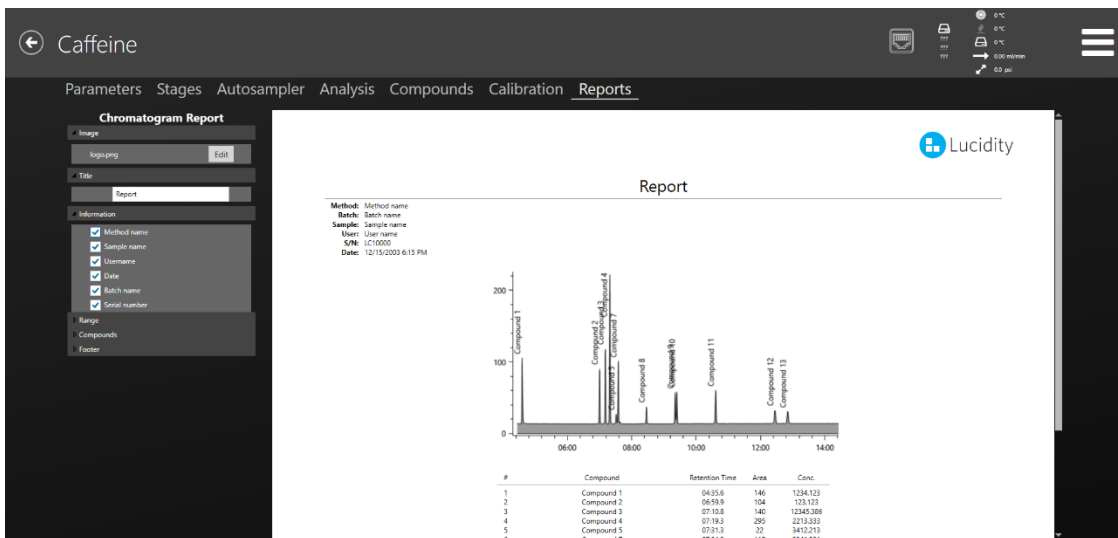 Caffeine
0 °C
???
0 °C
???
0 °C
???
0.00 ml/min
0.0 psi
Parameters Stages Autosampler Analysis Compounds Calibration Reports
Chromatogram Report
Image
logo.png Edit
Title
Report
Information
Method name
Sample name
Username
Date
Batch name
Serial number
Range
Compounds
Footer
Lucidity
Report
Method: Method name
Batch: Batch name
Sample: Sample name
User: User name
S/N: LC10000
Date: 12/15/2003 6:15 PM
200
100
0
Compound 1
Compound 2
Compound 3
Compound 4
Compound 5
Compound 7
Compound 8
Compound 10
Compound 11
Compound 12
Compound 13
06:00 08:00 10:00 12:00 14:00
# Compound Retention Time Area Conc.
1 Compound 1 04:35.6 146 1234.123
2 Compound 2 06:59.9 104 123.123
3 Compound 3 07:10.8 140 12345.386
4 Compound 4 07:19.3 295 2213.333
5 Compound 5 07:31.3 22 3412.213